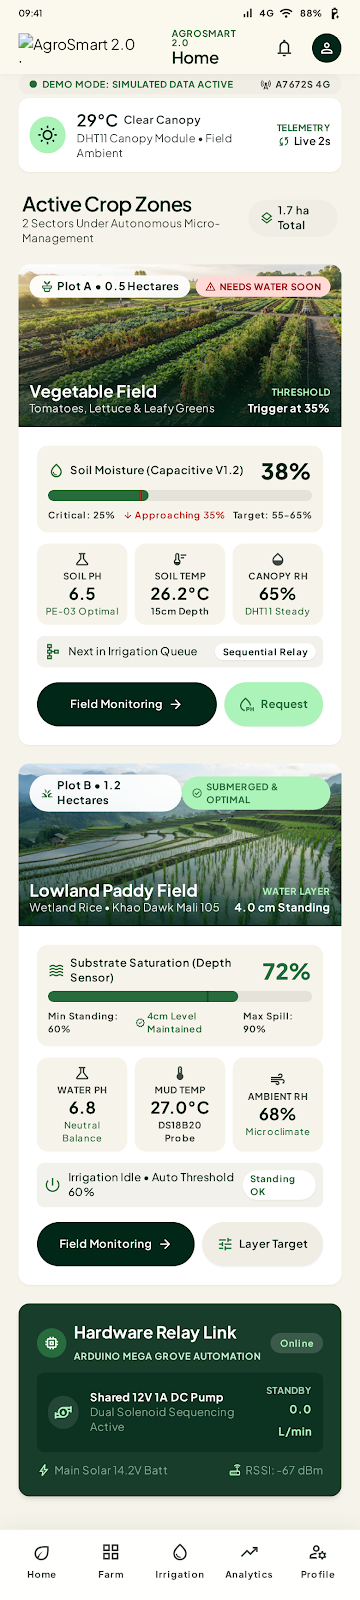 09:41
4G 88%
AgroSmart 2.0
.
AGROSMART
2.0
Home
DEMO MODE: SIMULATED DATA ACTIVE
A7672S 4G
29°C Clear Canopy
DHT11 Canopy Module • Field
Ambient
TELEMETRY
Live 2s
Active Crop Zones
2 Sectors Under Autonomous Micro-
Management
1.7 ha
Total
Plot A • 0.5 Hectares
NEEDS WATER SOON
Vegetable Field
Tomatoes, Lettuce & Leafy Greens
THRESHOLD
Trigger at 35%
Soil Moisture (Capacitive V1.2)
38%
Critical: 25%
↓ Approaching 35%
Target: 55-65%
SOIL PH
6.5
PE-03 Optimal
SOIL TEMP
26.2°C
15cm Depth
CANOPY RH
65%
DHT11 Steady
Next in Irrigation Queue
Sequential Relay
Field Monitoring →
PH
Request
Plot B • 1.2
Hectares
SUBMERGED &
OPTIMAL
Lowland Paddy Field
Wetland Rice • Khao Dawk Mali 105
WATER LAYER
4.0 cm Standing
Substrate Saturation (Depth
Sensor)
72%
Min Standing:
60%
4cm Level
Maintained
Max Spill:
90%
WATER PH
6.8
Neutral
Balance
MUD TEMP
27.0°C
DS18B20
Probe
AMBIENT RH
68%
Microclimate
Irrigation Idle • Auto Threshold
60%
Standing
OK
Field Monitoring →
Layer Target
Hardware Relay Link
ARDUINO MEGA GROVE AUTOMATION
Online
Shared 12V 1A DC Pump
Dual Solenoid Sequencing
Active
STANDBY
0.0
L/min
Main Solar 14.2V Batt
RSSI: -67 dBm
Home
Farm
Irrigation
Analytics
Profile